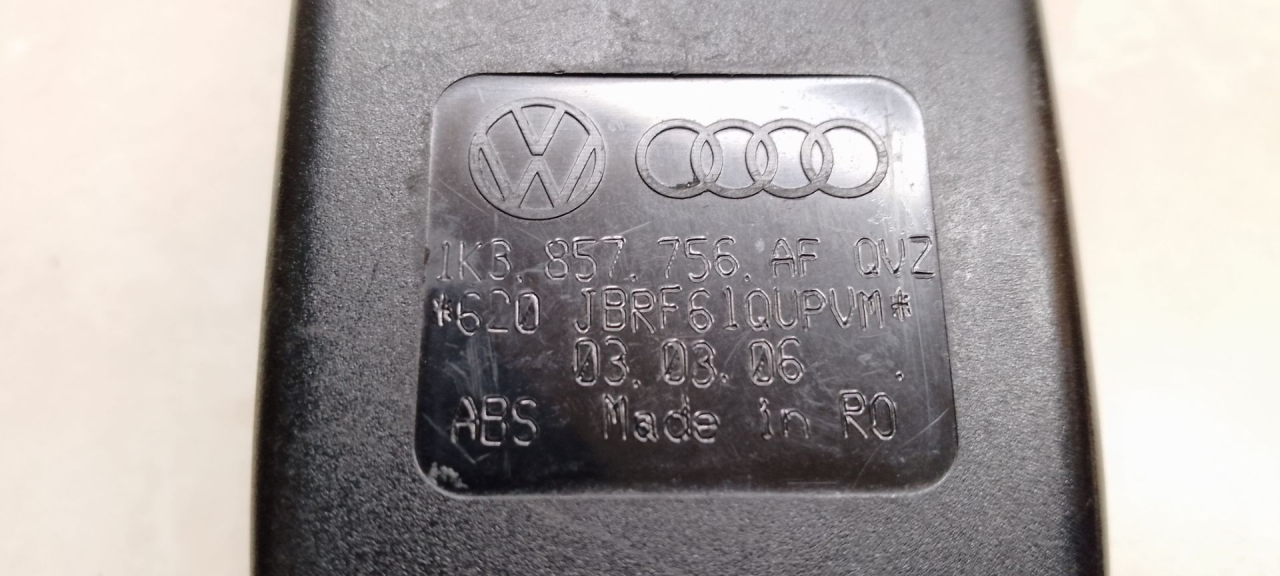 1K3.857.756.AF QVZ
*620 JBRF61QUPVM*
03.03.06 .
ABS Made in RO